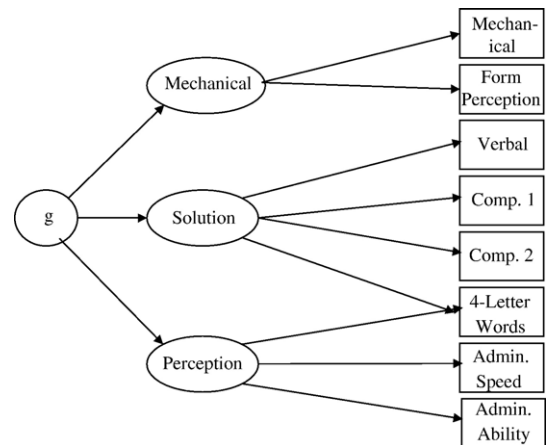 Mechan-
ical
Mechanical
Form
Perception
Verbal
g
Solution
Comp. 1
Comp. 2
4-Letter
Words
Perception
Admin.
Speed
Admin.
Ability